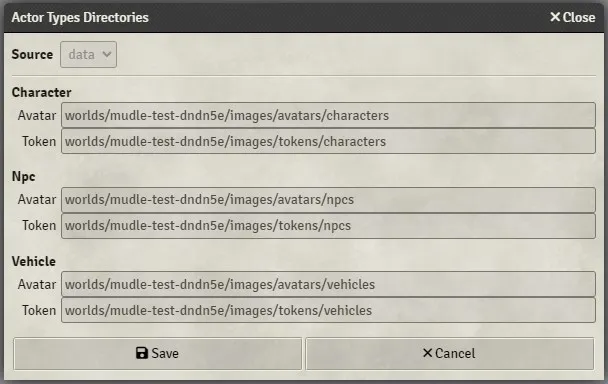 Actor Types Directories
Close
Source data
Character
Avatar worlds/mudle-test-dndn5e/images/avatars/characters
Token worlds/mudle-test-dndn5e/images/tokens/characters
Npc
Avatar worlds/mudle-test-dndn5e/images/avatars/npcs
Token worlds/mudle-test-dndn5e/images/tokens/npcs
Vehicle
Avatar worlds/mudle-test-dndn5e/images/avatars/vehicles
Token worlds/mudle-test-dndn5e/images/tokens/vehicles
Save
Cancel